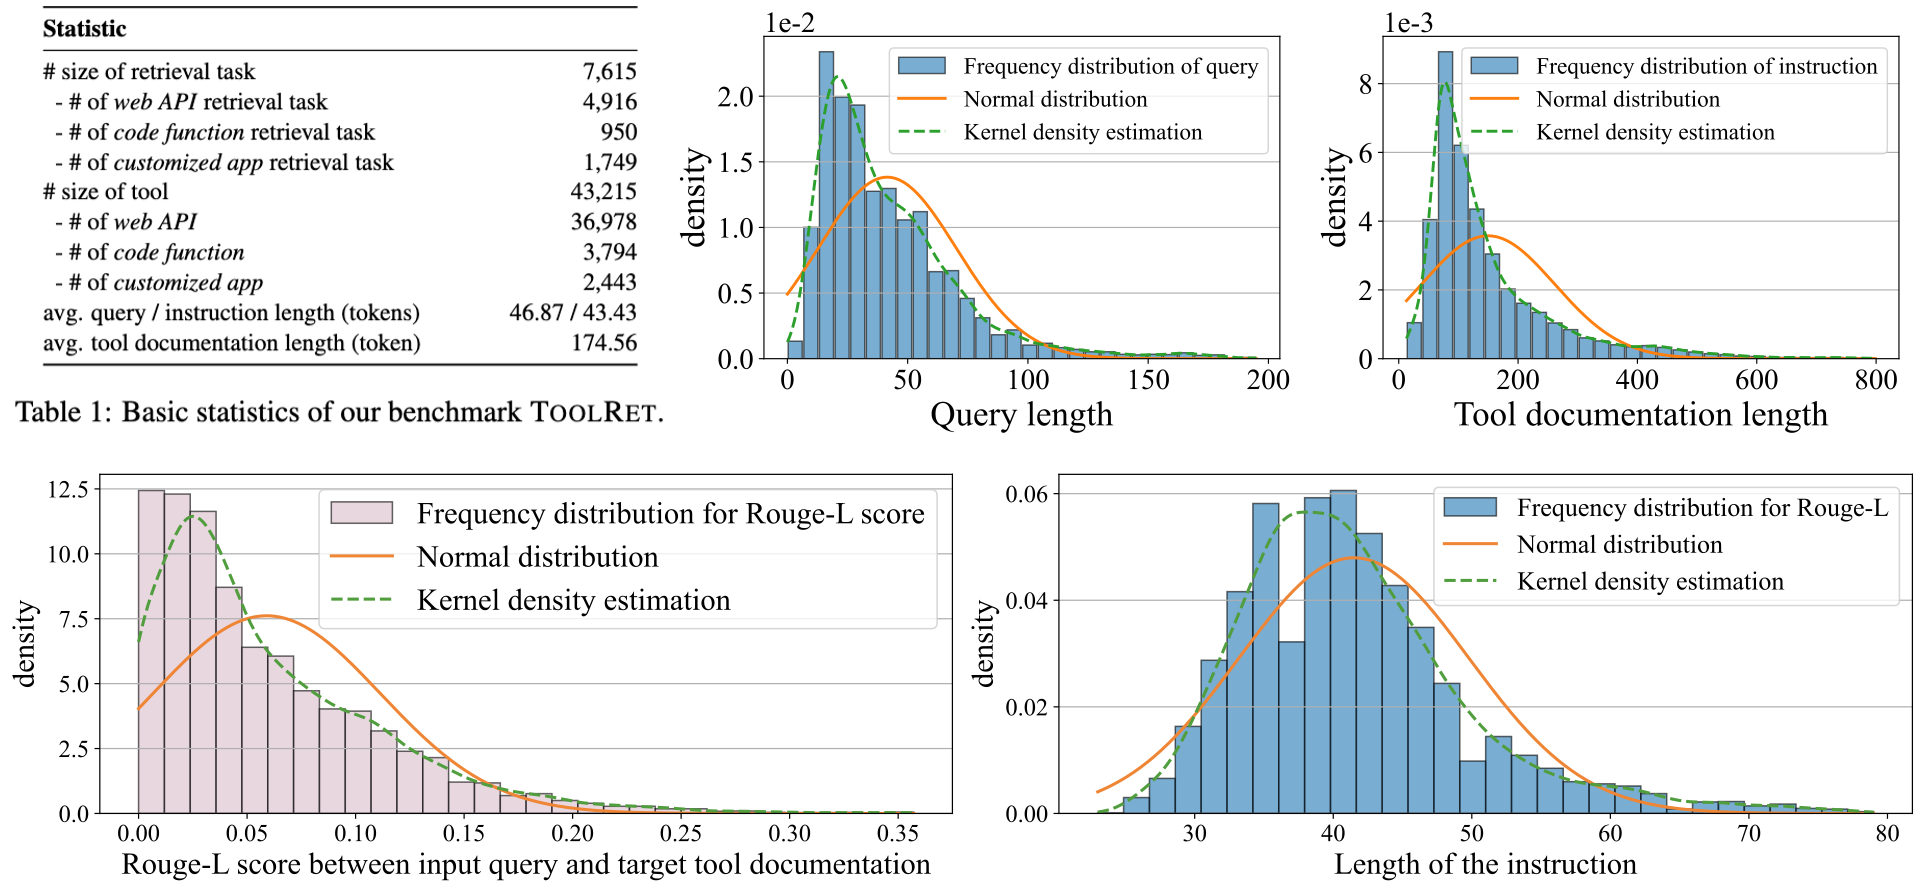 Statistic
# size of retrieval task 7,615
- # of web API retrieval task 4,916
- # of code function retrieval task 950
- # of customized app retrieval task 1,749
# size of tool 43,215
- # of web API 36,978
- # of code function 3,794
- # of customized app 2,443
avg. query / instruction length (tokens) 46.87 / 43.43
avg. tool documentation length (token) 174.56
Table 1: Basic statistics of our benchmark TOOLRET.
1e-2
Frequency distribution of query
Normal distribution
Kernel density estimation
density
2.0
1.5
1.0
0.5
0.0
0 50 100 150 200
Query length
1e-3
Frequency distribution of instruction
Normal distribution
Kernel density estimation
density
8
6
4
2
0
0 200 400 600 800
Tool documentation length
Frequency distribution for Rouge-L score
Normal distribution
Kernel density estimation
density
12.5
10.0
7.5
5.0
2.5
0.0
0.00 0.05 0.10 0.15 0.20 0.25 0.30 0.35
Rouge-L score between input query and target tool documentation
Frequency distribution for Rouge-L
Normal distribution
Kernel density estimation
density
0.06
0.04
0.02
0.00
30 40 50 60 70 80
Length of the instruction